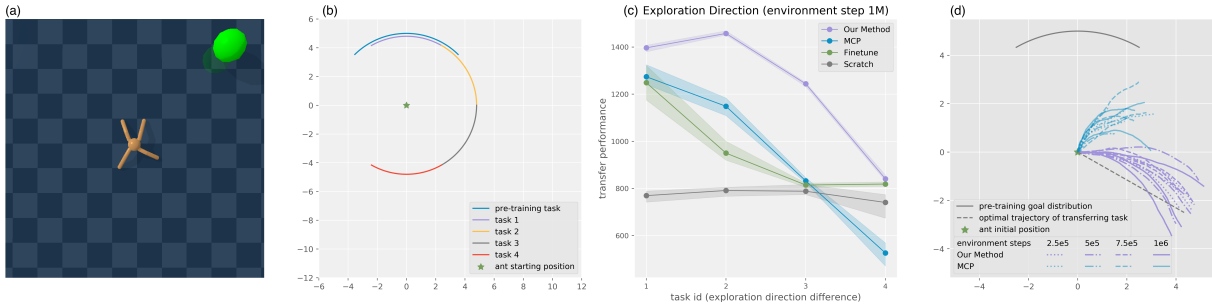 (a)
(b)
6
4
2
0
−2
−4
−6
−8
−10
−12
−6 −4 −2 0 2 4 6 8 10 12
pre-training task
task 1
task 2
task 3
task 4
ant starting position
(c) Exploration Direction (environment step 1M)
transfer performance
1400
1200
1000
800
600
1 2 3 4
task id (exploration direction difference)
Our Method
MCP
Finetune
Scratch
(d)
4
2
0
−2
−4
−4 −2 0 2 4
pre-training goal distribution
optimal trajectory of transferring task
ant initial position
environment steps 2.5e5 5e5 7.5e5 1e6
Our Method
MCP